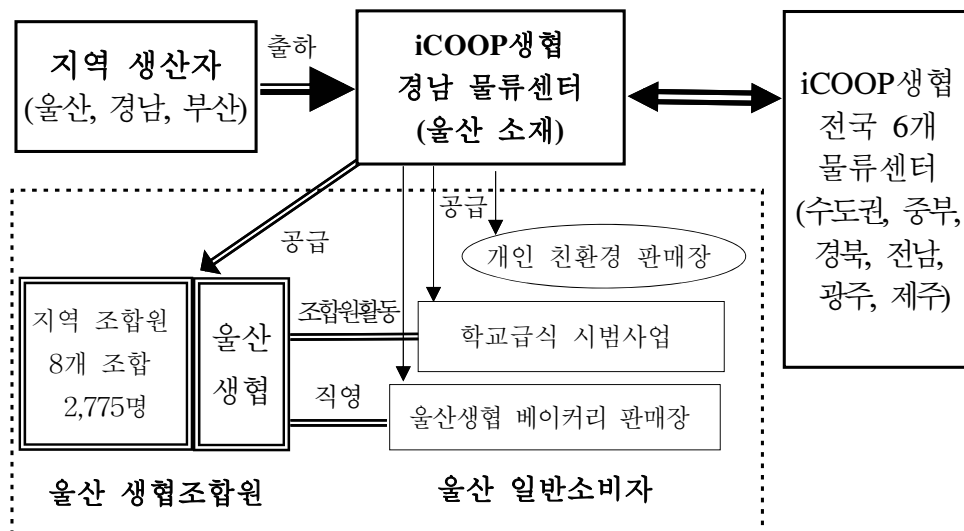 지역 생산자
(울산, 경남, 부산)
출하
iCOOP생협
경남 물류센터
(울산 소재)
iCOOP생협
전국 6개
물류센터
(수도권, 중부,
경북, 전남,
광주, 제주)
공급
공급
개인 친환경 판매장
지역 조합원
8개 조합
2,775명
울산
생협
조합원활동
학교급식 시범사업
직영
울산생협 베이커리 판매장
울산 생협조합원
울산 일반소비자